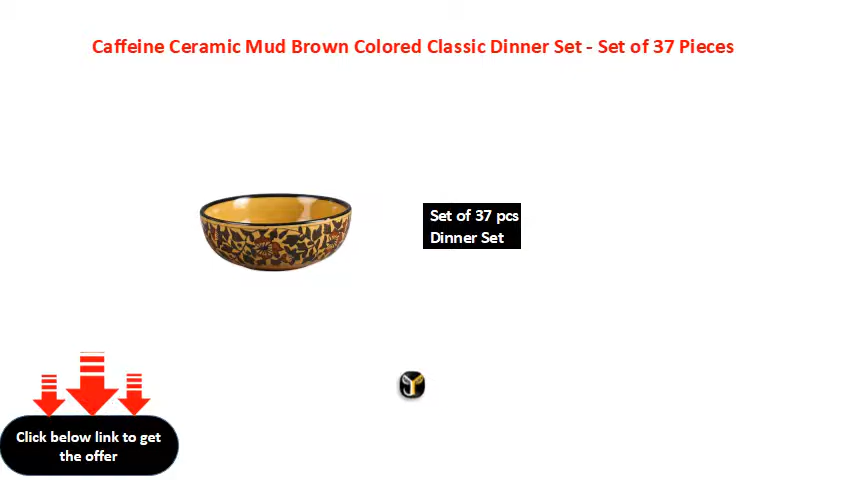 Caffeine Ceramic Mud Brown Colored Classic Dinner Set - Set of 37 Pieces
Set of 37 pcs
Dinner Set
Click below link to get
the offer